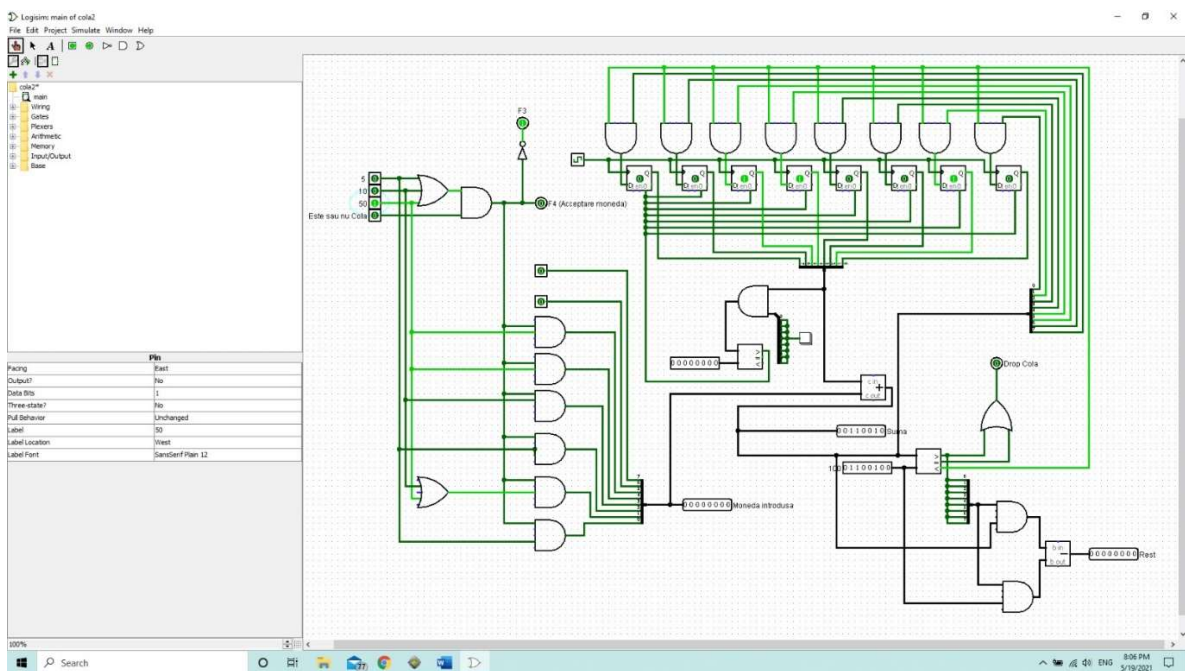 Logisim: main of cola2
File Edit Project Simulate Window Help
A
cola2*
main
Wiring
Gates
Plexers
Arithmetic
Memory
Input/Output
Base
Pin
Facing East
Output? No
Data Bits 1
Three-state? No
Pull Behavior Unchanged
Label 50
Label Location West
Label Font SansSerif Plain 12
100%
F3
5
10
50
Este sau nu Cola
F4 (Acceptare moneda)
Drop Cola
00000000
c in
+
c out
00110010 Suma
100 01100100
00000000 Moneda introdusa
b in
b out
00000000 Rest
Search
ENG
8:06 PM
5/19/2021